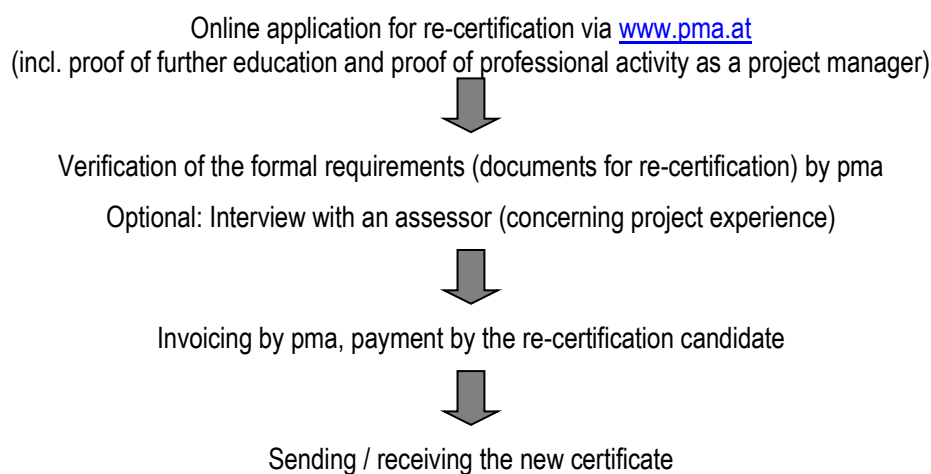 Online application for re-certification via www.pma.at
(incl. proof of further education and proof of professional activity as a project manager)
Verification of the formal requirements (documents for re-certification) by pma
Optional: Interview with an assessor (concerning project experience)
Invoicing by pma, payment by the re-certification candidate
Sending / receiving the new certificate